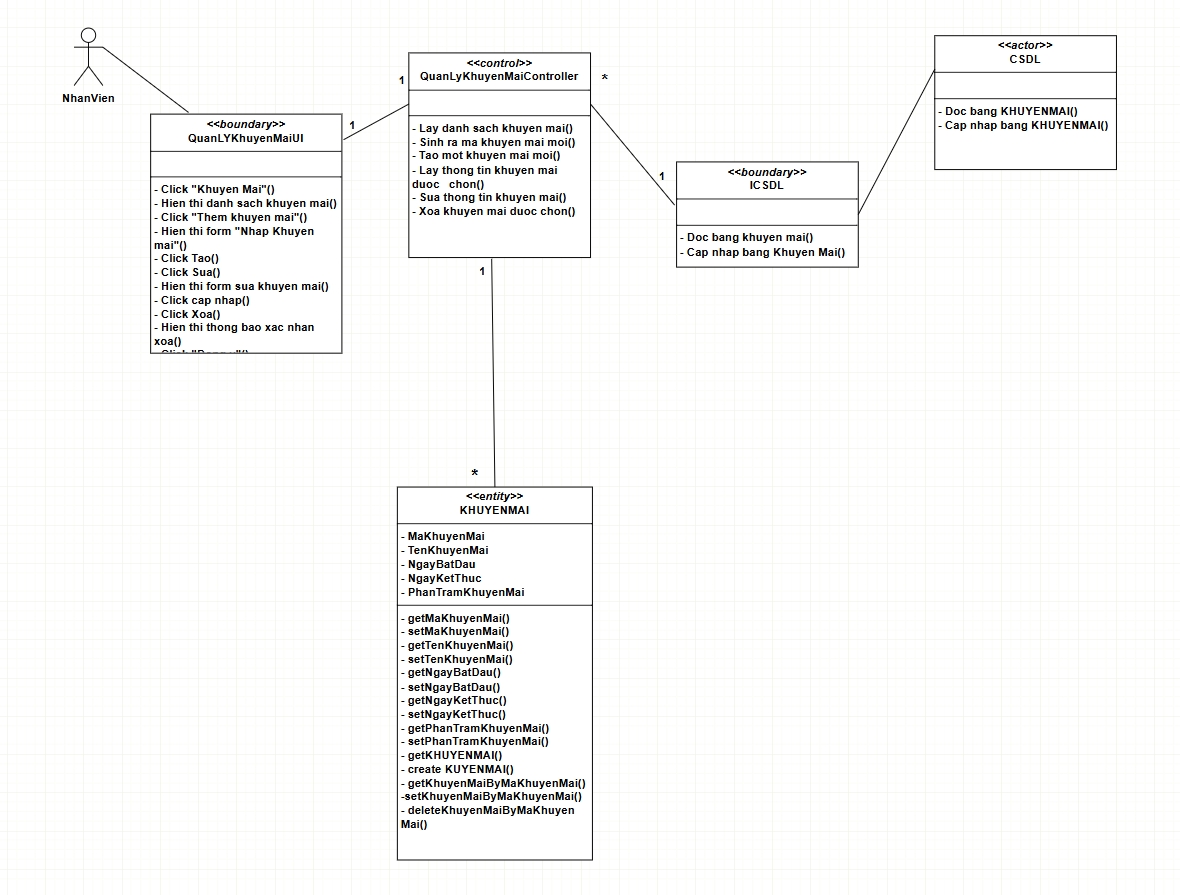 NhanVien
<<boundary>>
QuanLYKhuyenMaiUI
- Click "Khuyen Mai"()
- Hien thi danh sach khuyen mai()
- Click "Them khuyen mai"()
- Hien thi form "Nhap Khuyen
mai"()
- Click Tao()
- Click Sua()
- Hien thi form sua khuyen mai()
- Click cap nhap()
- Click Xoa()
- Hien thi thong bao xac nhan
xoa()
1
1
<<control>>
QuanLyKhuyenMaiController
- Lay danh sach khuyen mai()
- Sinh ra ma khuyen mai moi()
- Tao mot khuyen mai moi()
- Lay thong tin khuyen mai
duoc chon()
- Sua thong tin khuyen mai()
- Xoa khuyen mai duoc chon()
*
1
<<boundary>>
ICSDL
- Doc bang khuyen mai()
- Cap nhap bang Khuyen Mai()
<<actor>>
CSDL
- Doc bang KHUYENMAI()
- Cap nhap bang KHUYENMAI()
1
*
<<entity>>
KHUYENMAI
- MaKhuyenMai
- TenKhuyenMai
- NgayBatDau
- NgayKetThuc
- PhanTramKhuyenMai
- getMaKhuyenMai()
- setMaKhuyenMai()
- getTenKhuyenMai()
- setTenKhuyenMai()
- getNgayBatDau()
- setNgayBatDau()
- getNgayKetThuc()
- setNgayKetThuc()
- getPhanTramKhuyenMai()
- setPhanTramKhuyenMai()
- getKHUYENMAI()
- create KUYENMAI()
- getKhuyenMaiByMaKhuyenMai()
-setKhuyenMaiByMaKhuyenMai()
- deleteKhuyenMaiByMaKhuyen
Mai()